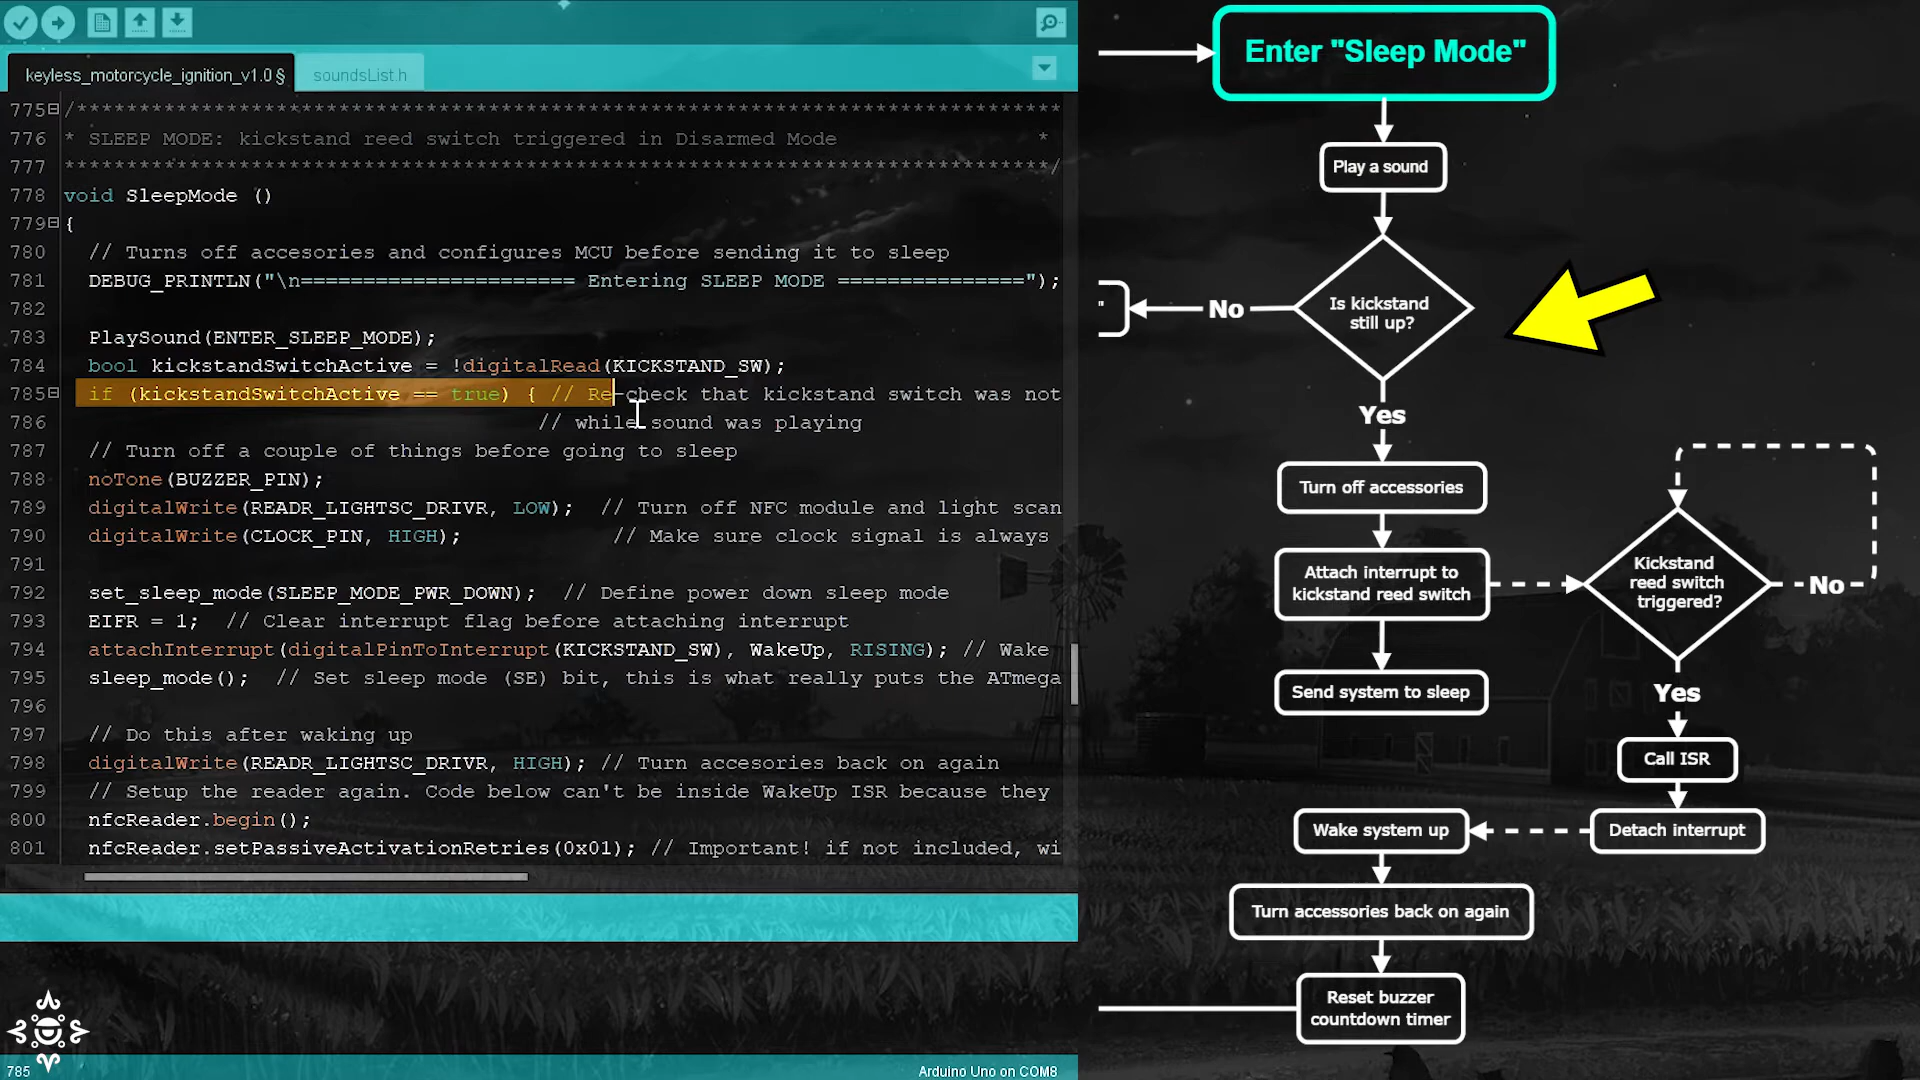 keyless_motorcycle_ignition_v1.0 §
soundsList.h
775 /********************************************************************************
776 * SLEEP MODE: kickstand reed switch triggered in Disarmed Mode *
777 ********************************************************************************/
778 void SleepMode ()
779 {
780 // Turns off accesories and configures MCU before sending it to sleep
781 DEBUG_PRINTLN("\n====================== Entering SLEEP MODE ===============");
782
783 PlaySound(ENTER_SLEEP_MODE);
784 bool kickstandSwitchActive = !digitalRead(KICKSTAND_SW);
785 if (kickstandSwitchActive == true) { // Re-check that kickstand switch was not
786 // while sound was playing
787 // Turn off a couple of things before going to sleep
788 noTone(BUZZER_PIN);
789 digitalWrite(READR_LIGHTSC_DRIVR, LOW); // Turn off NFC module and light scan
790 digitalWrite(CLOCK_PIN, HIGH); // Make sure clock signal is always
791
792 set_sleep_mode(SLEEP_MODE_PWR_DOWN); // Define power down sleep mode
793 EIFR = 1; // Clear interrupt flag before attaching interrupt
794 attachInterrupt(digitalPinToInterrupt(KICKSTAND_SW), WakeUp, RISING); // Wake
795 sleep_mode(); // Set sleep mode (SE) bit, this is what really puts the ATmega
796
797 // Do this after waking up
798 digitalWrite(READR_LIGHTSC_DRIVR, HIGH); // Turn accesories back on again
799 // Setup the reader again. Code below can't be inside WakeUp ISR because they
800 nfcReader.begin();
801 nfcReader.setPassiveActivationRetries(0x01); // Important! if not included, wi
785
Arduino Uno on COM8
Enter "Sleep Mode"
Play a sound
Is kickstand
still up?
No
"
Yes
Turn off accessories
Attach interrupt to
kickstand reed switch
Kickstand
reed switch
triggered?
No
Send system to sleep
Yes
Call ISR
Detach interrupt
Wake system up
Turn accessories back on again
Reset buzzer
countdown timer